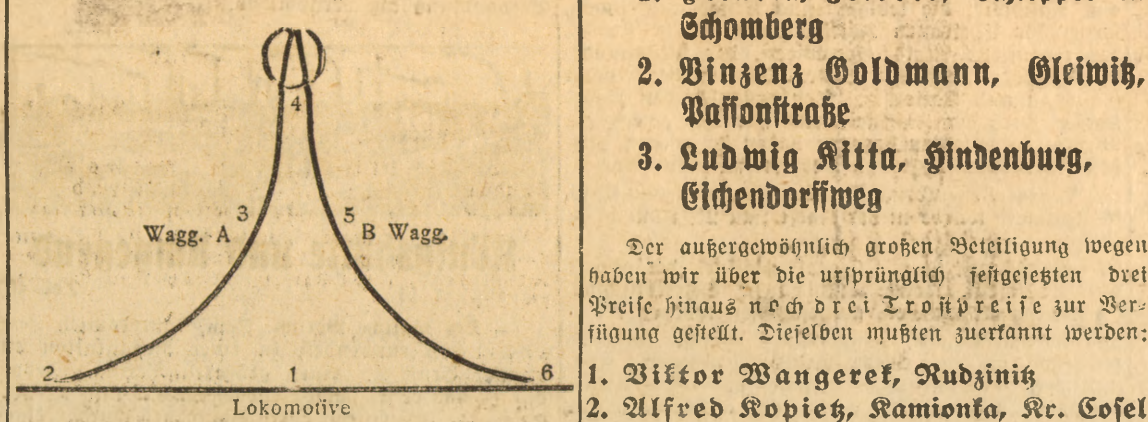 4
3
5
Wagg. A
B Wagg.
2
1
6
Lokomotive
Schomberg
2. Vinzenz Goldmann, Gleiwitz,
Passonstraße
3. Ludwig Kitta, Hindenburg,
Eichendorffweg
Der außergewöhnlich großen Beteiligung wegen
haben wir über die ursprünglich festgesetzten drei
Preise hinaus noch drei Trostpreise zur Ver-
fügung gestellt. Dieselben mußten zuerkannt werden:
1. Viktor Wangerek, Rudzinitz
2. Alfred Kopietz, Kamionka, Kr. Cosel